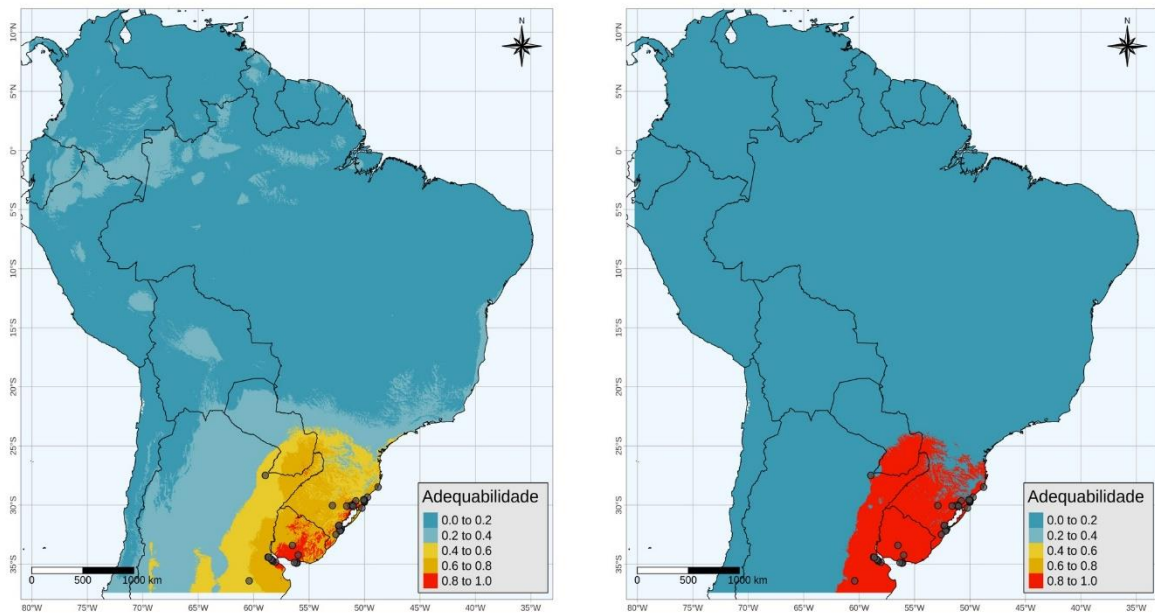 N
10°N
5°N
0°
5°S
10°S
15°S
20°S
25°S
30°S
35°S
80°W
75°W
70°W
65°W
60°W
55°W
50°W
45°W
40°W
35°W
0
500
1000 km
Adequabilidade
0.0 to 0.2
0.2 to 0.4
0.4 to 0.6
0.6 to 0.8
0.8 to 1.0
N
10°N
5°N
0°
5°S
10°S
15°S
20°S
25°S
30°S
35°S
80°W
75°W
70°W
65°W
60°W
55°W
50°W
45°W
40°W
35°W
0
500
1000 km
Adequabilidade
0.0 to 0.2
0.2 to 0.4
0.4 to 0.6
0.6 to 0.8
0.8 to 1.0